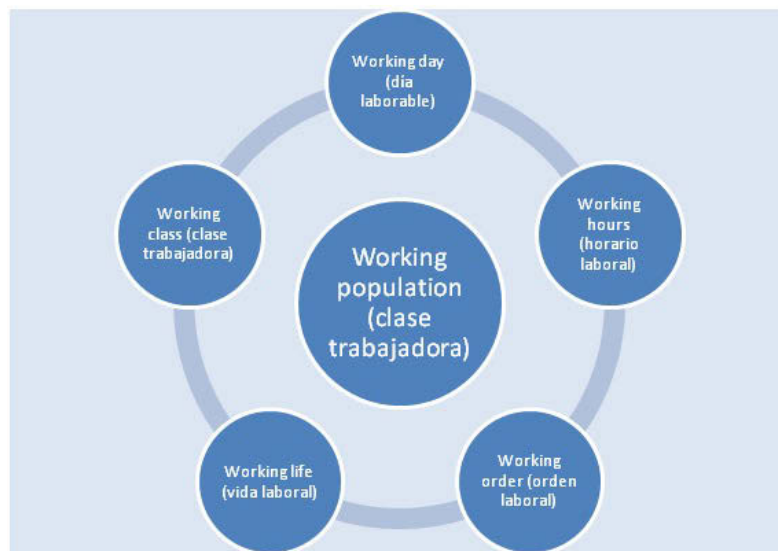 Working day
(día
laborable)
Working
hours
(horario
laboral)
Working
order (orden
laboral)
Working life
(vida laboral)
Working
class (clase
trabajadora)
Working
population
(clase
trabajadora)